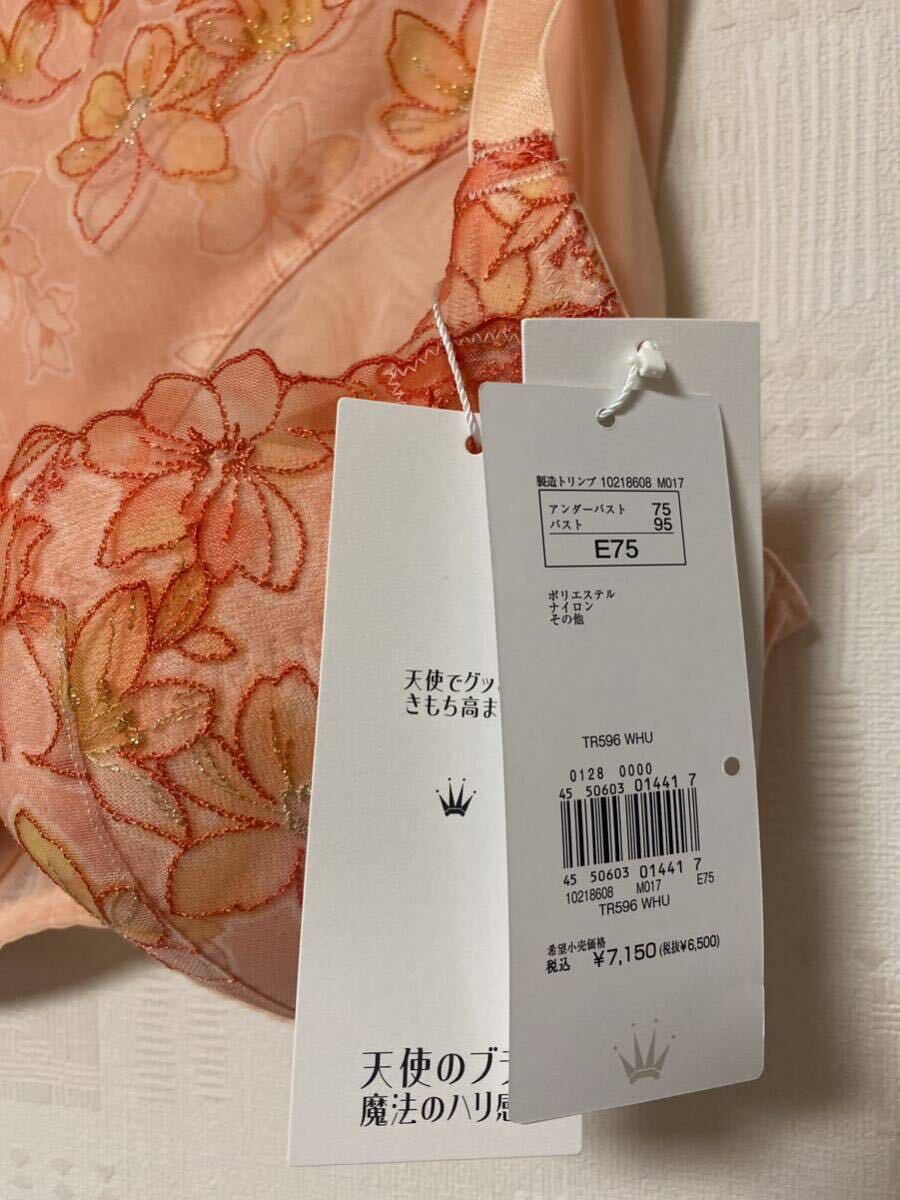 製造トリンプ 10218608 M017
アンダーバスト 75
バスト 95
E75
ポリエステル
ナイロン
その他
TR596 WHU
0128 0000
45 50603 01441 7
45 50603 01441 7
10218608 M017 E75
TR596 WHU
希望小売価格
税込 ¥7,150(税抜¥6,500)
天使でグッ
きもち高ま
天使のブラ
魔法のハリ感